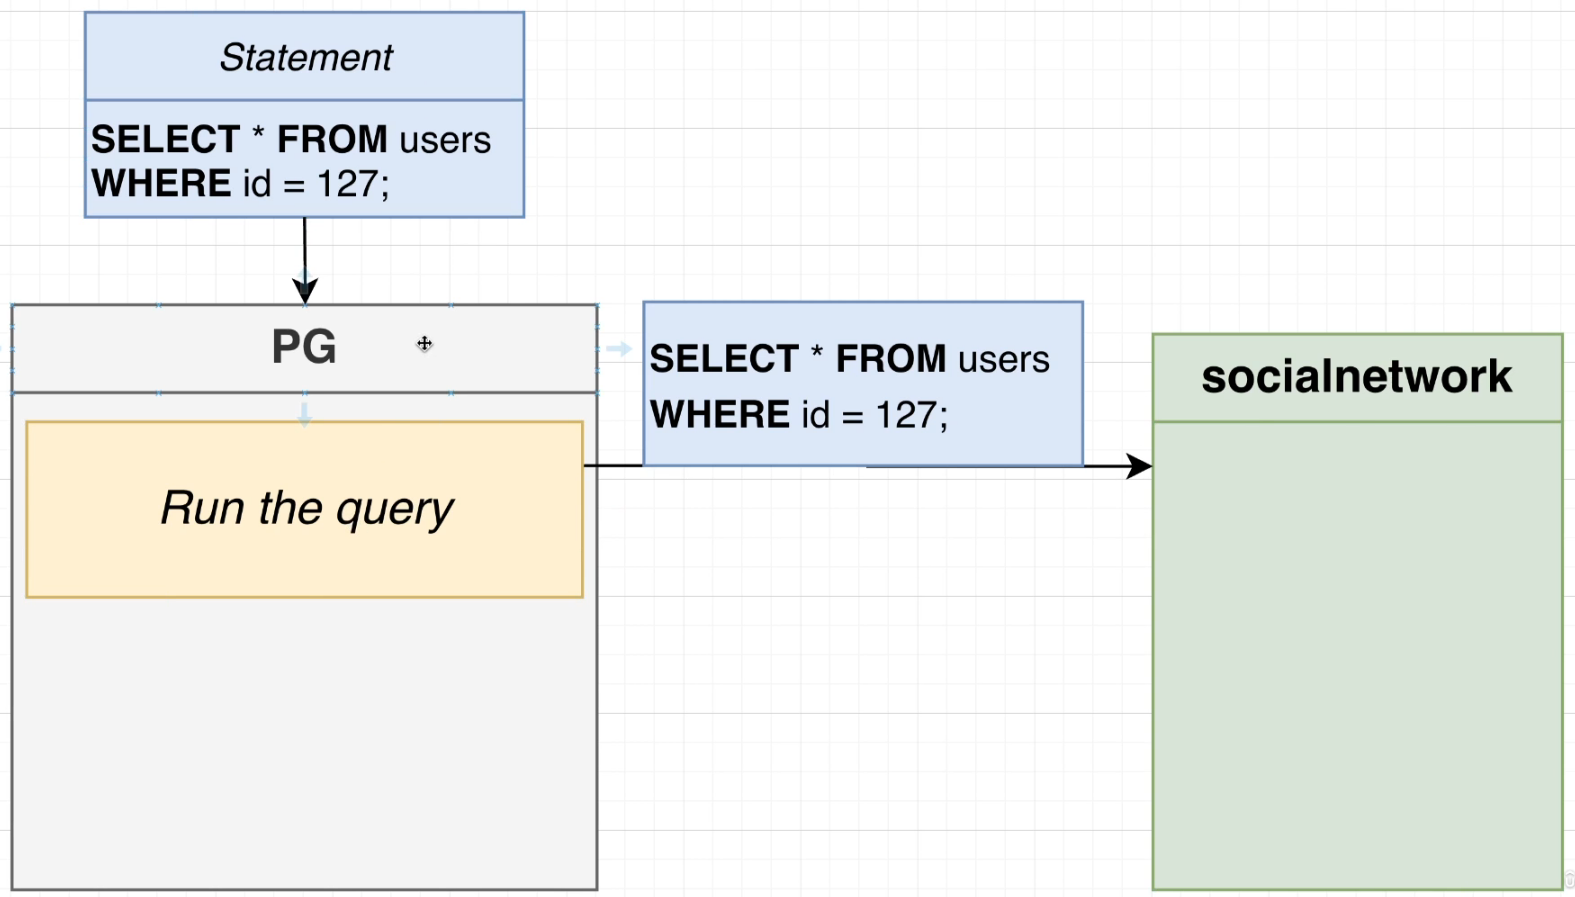 Statement
SELECT * FROM users
WHERE id = 127;
PG
SELECT * FROM users
WHERE id = 127;
socialnetwork
Run the query